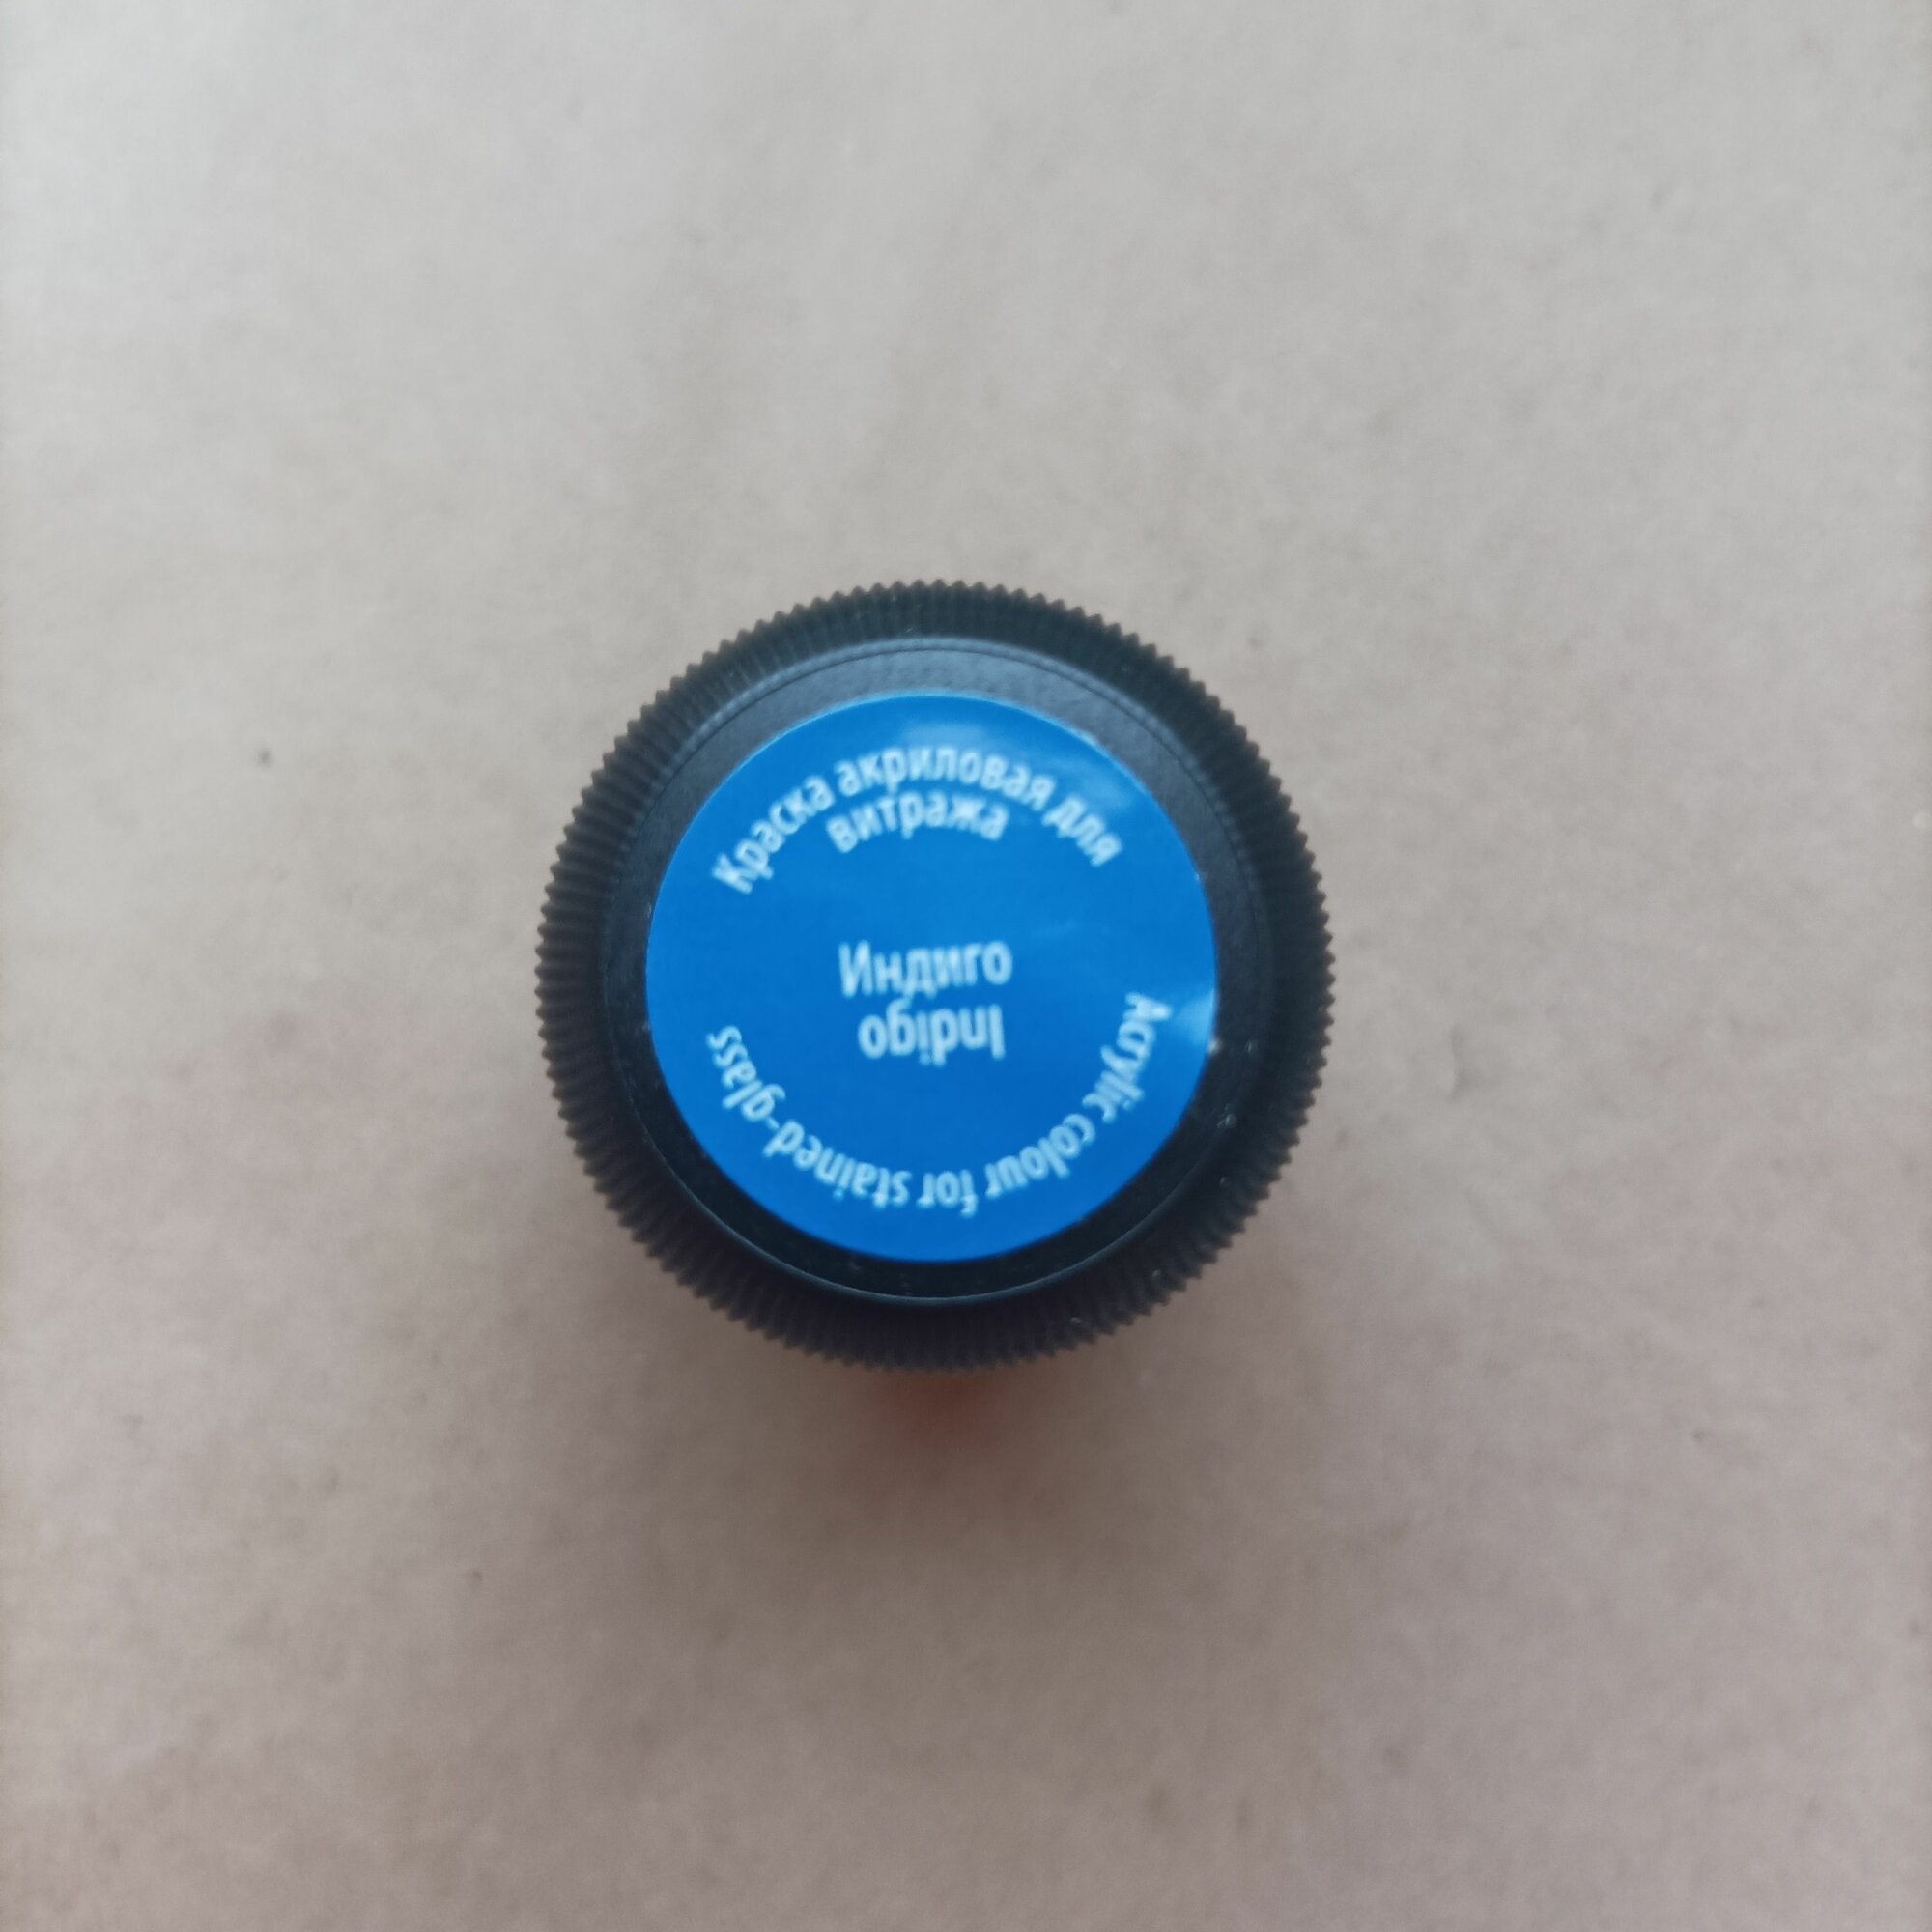 Краска акриловая для
витража
Индиго
Indigo
Acrylic colour for stained-glass